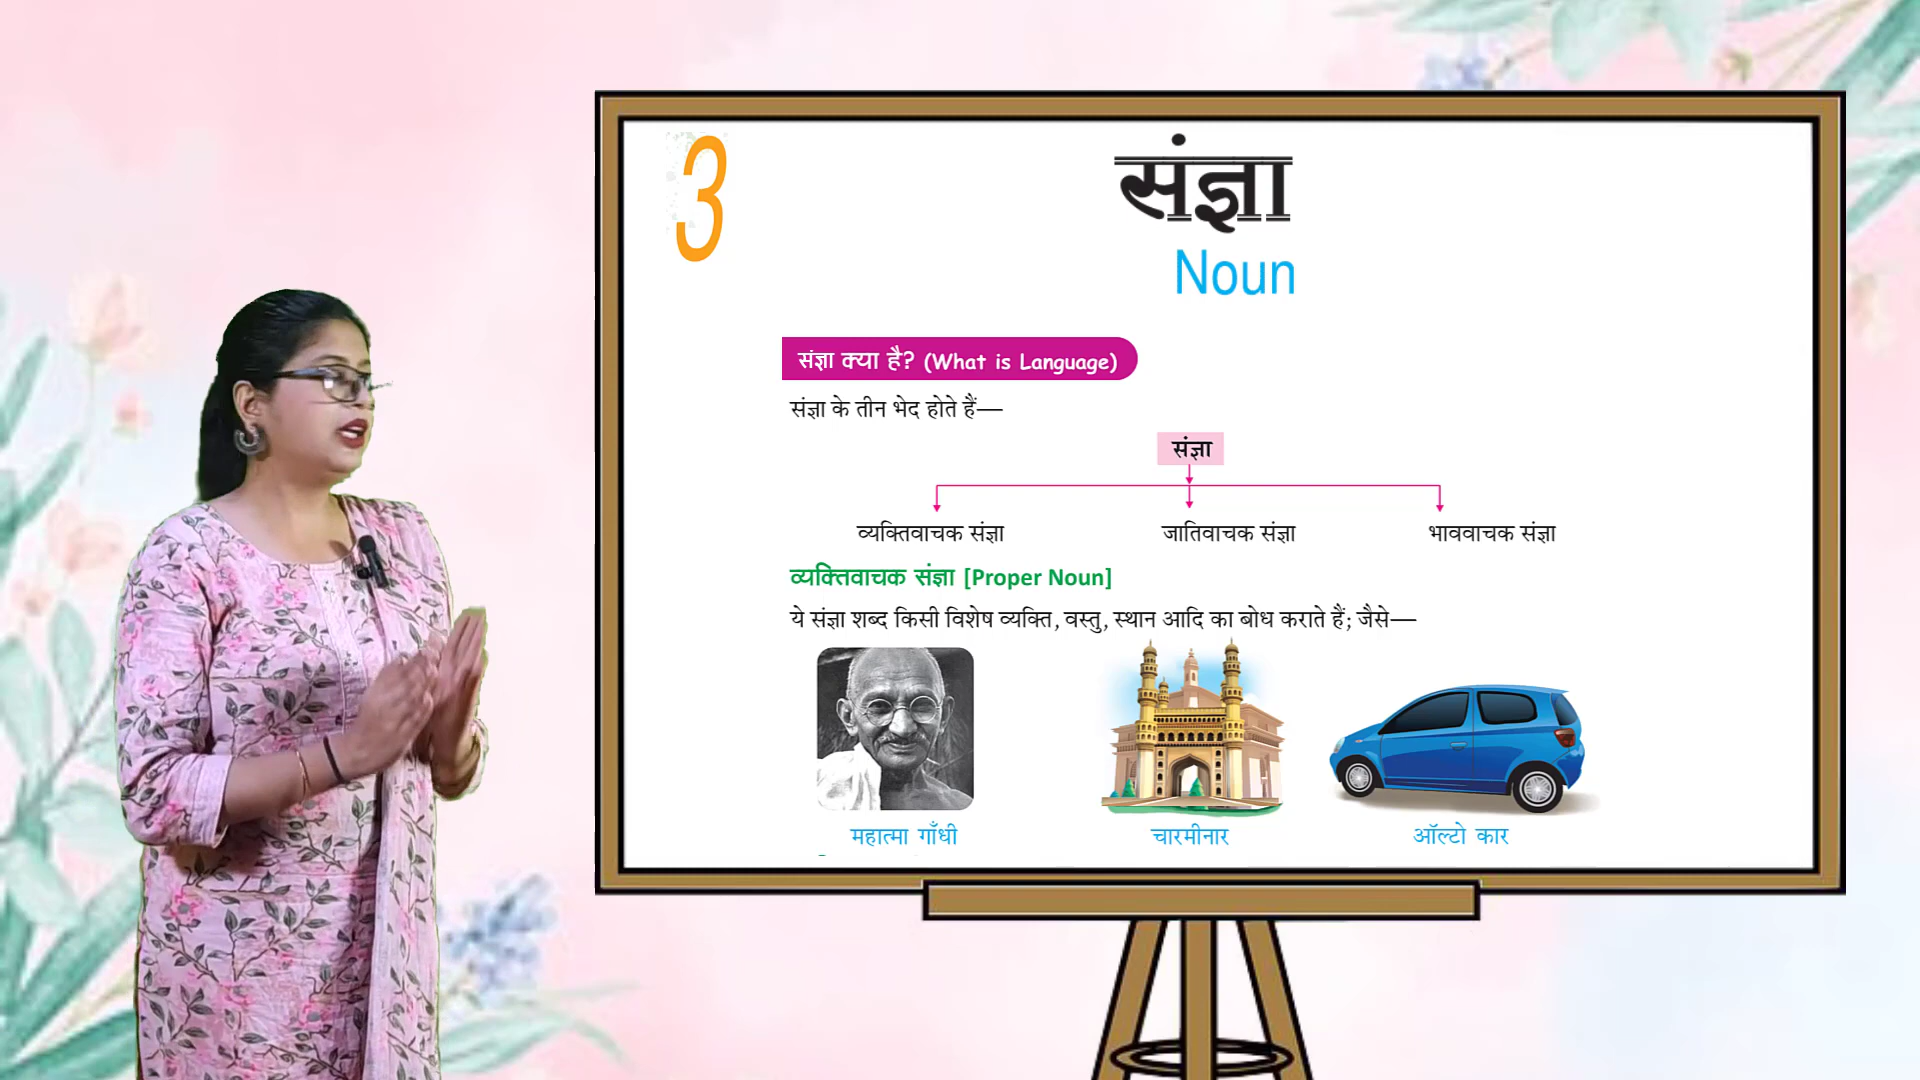 3
संज्ञा
Noun
संज्ञा क्या है? (What is Language)
संज्ञा के तीन भेद होते हैं—
संज्ञा
व्यक्तिवाचक संज्ञा जातिवाचक संज्ञा भाववाचक संज्ञा
व्यक्तिवाचक संज्ञा [Proper Noun]
ये संज्ञा शब्द किसी विशेष व्यक्ति, वस्तु, स्थान आदि का बोध कराते हैं; जैसे—
महात्मा गाँधी चारमीनार ऑल्टो कार